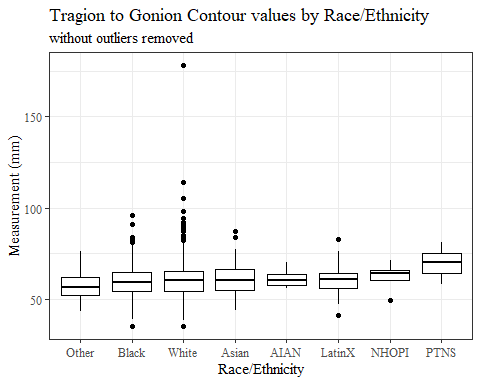 Tragion to Gonion Contour values by Race/Ethnicity
without outliers removed
Measurement (mm)
150
100
50
Other Black White Asian AIAN LatinX NHOPI PTNS
Race/Ethnicity